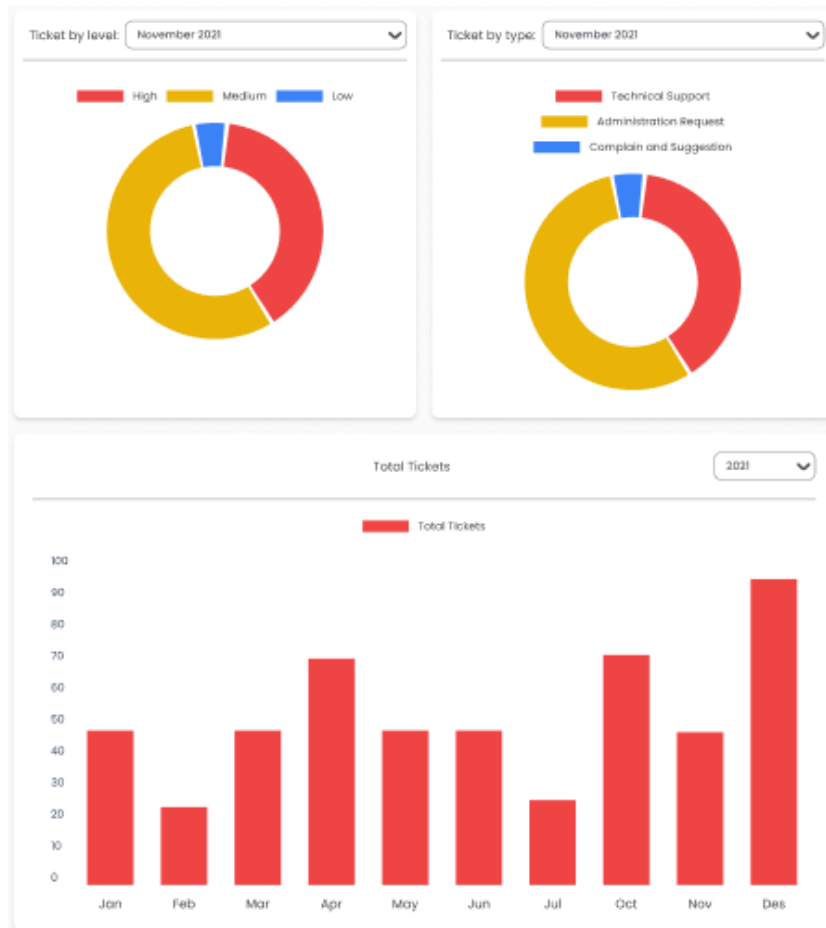 Ticket by level: November 2021
High Medium Low
Ticket by type: November 2021
Technical Support
Administration Request
Complain and Suggestion
Total Tickets 2021
Total Tickets
100
90
80
70
60
50
40
30
20
10
0
Jan Feb Mar Apr May Jun Jul Oct Nov Des